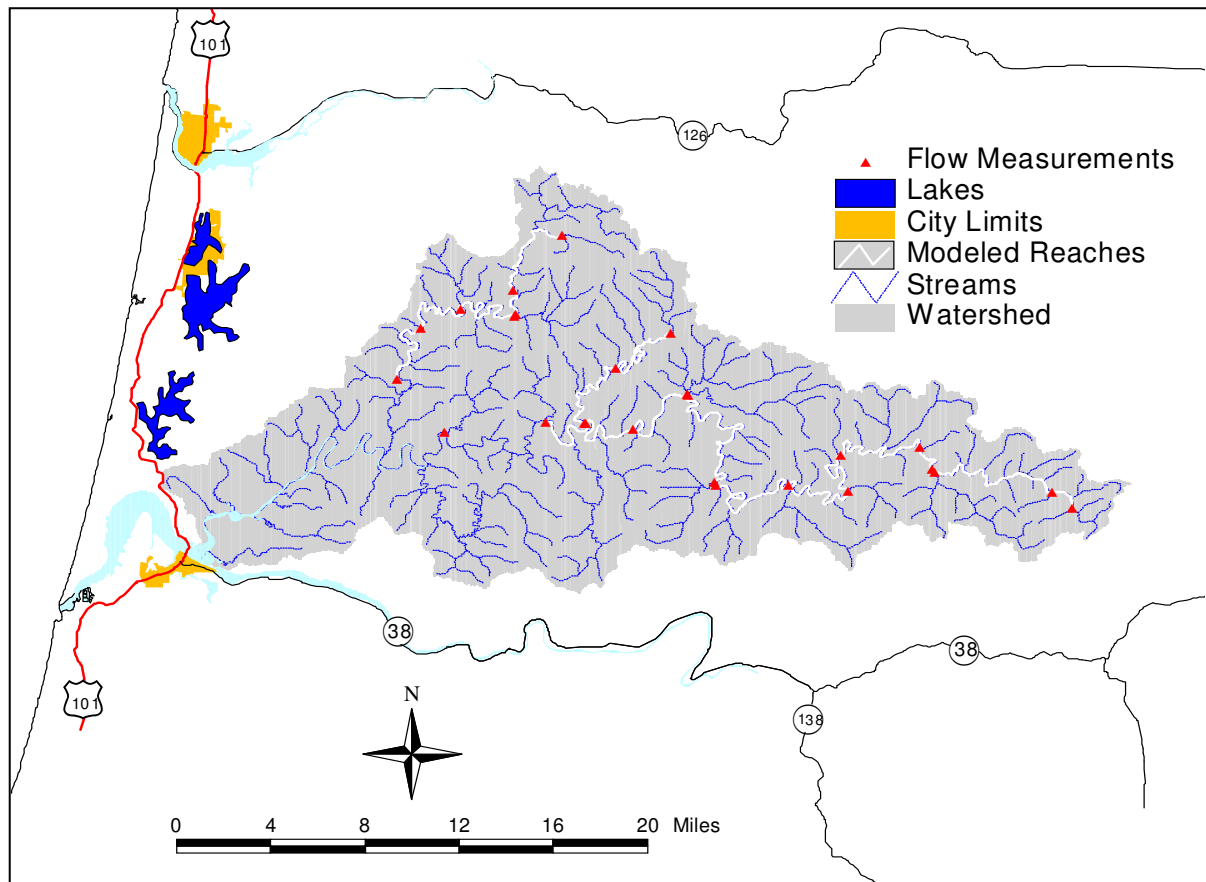 101
126
Flow Measurements
Lakes
City Limits
Modeled Reaches
Streams
Watershed
38
38
101
138
N
0 4 8 12 16 20 Miles